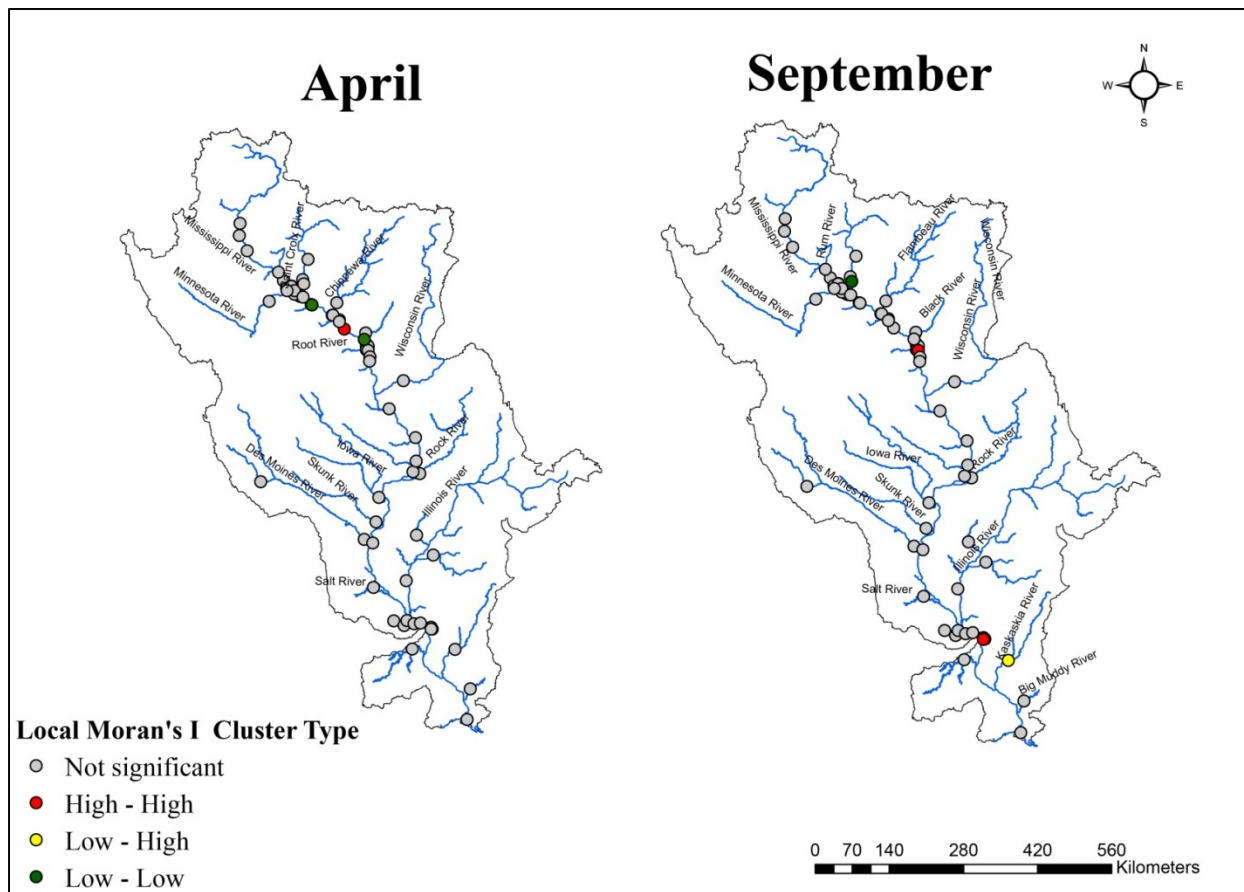 April
September
N
W E
S
Mississippi River
aint Croix River
Chippewa River
Minnesota River
Root River
Wisconsin River
Rock River
Iowa River
Skunk River
Des Moines River
Illinois River
Salt River
Mississippi River
Rum River
Flambeau River
Wisconsin River
Minnesota River
Black River
Wisconsin River
Rock River
Iowa River
Skunk River
Des Moines River
Illinois River
Salt River
Kaskaskia River
Big Muddy River
Local Moran's I Cluster Type
Not significant
High - High
Low - High
Low - Low
0 70 140 280 420 560
Kilometers